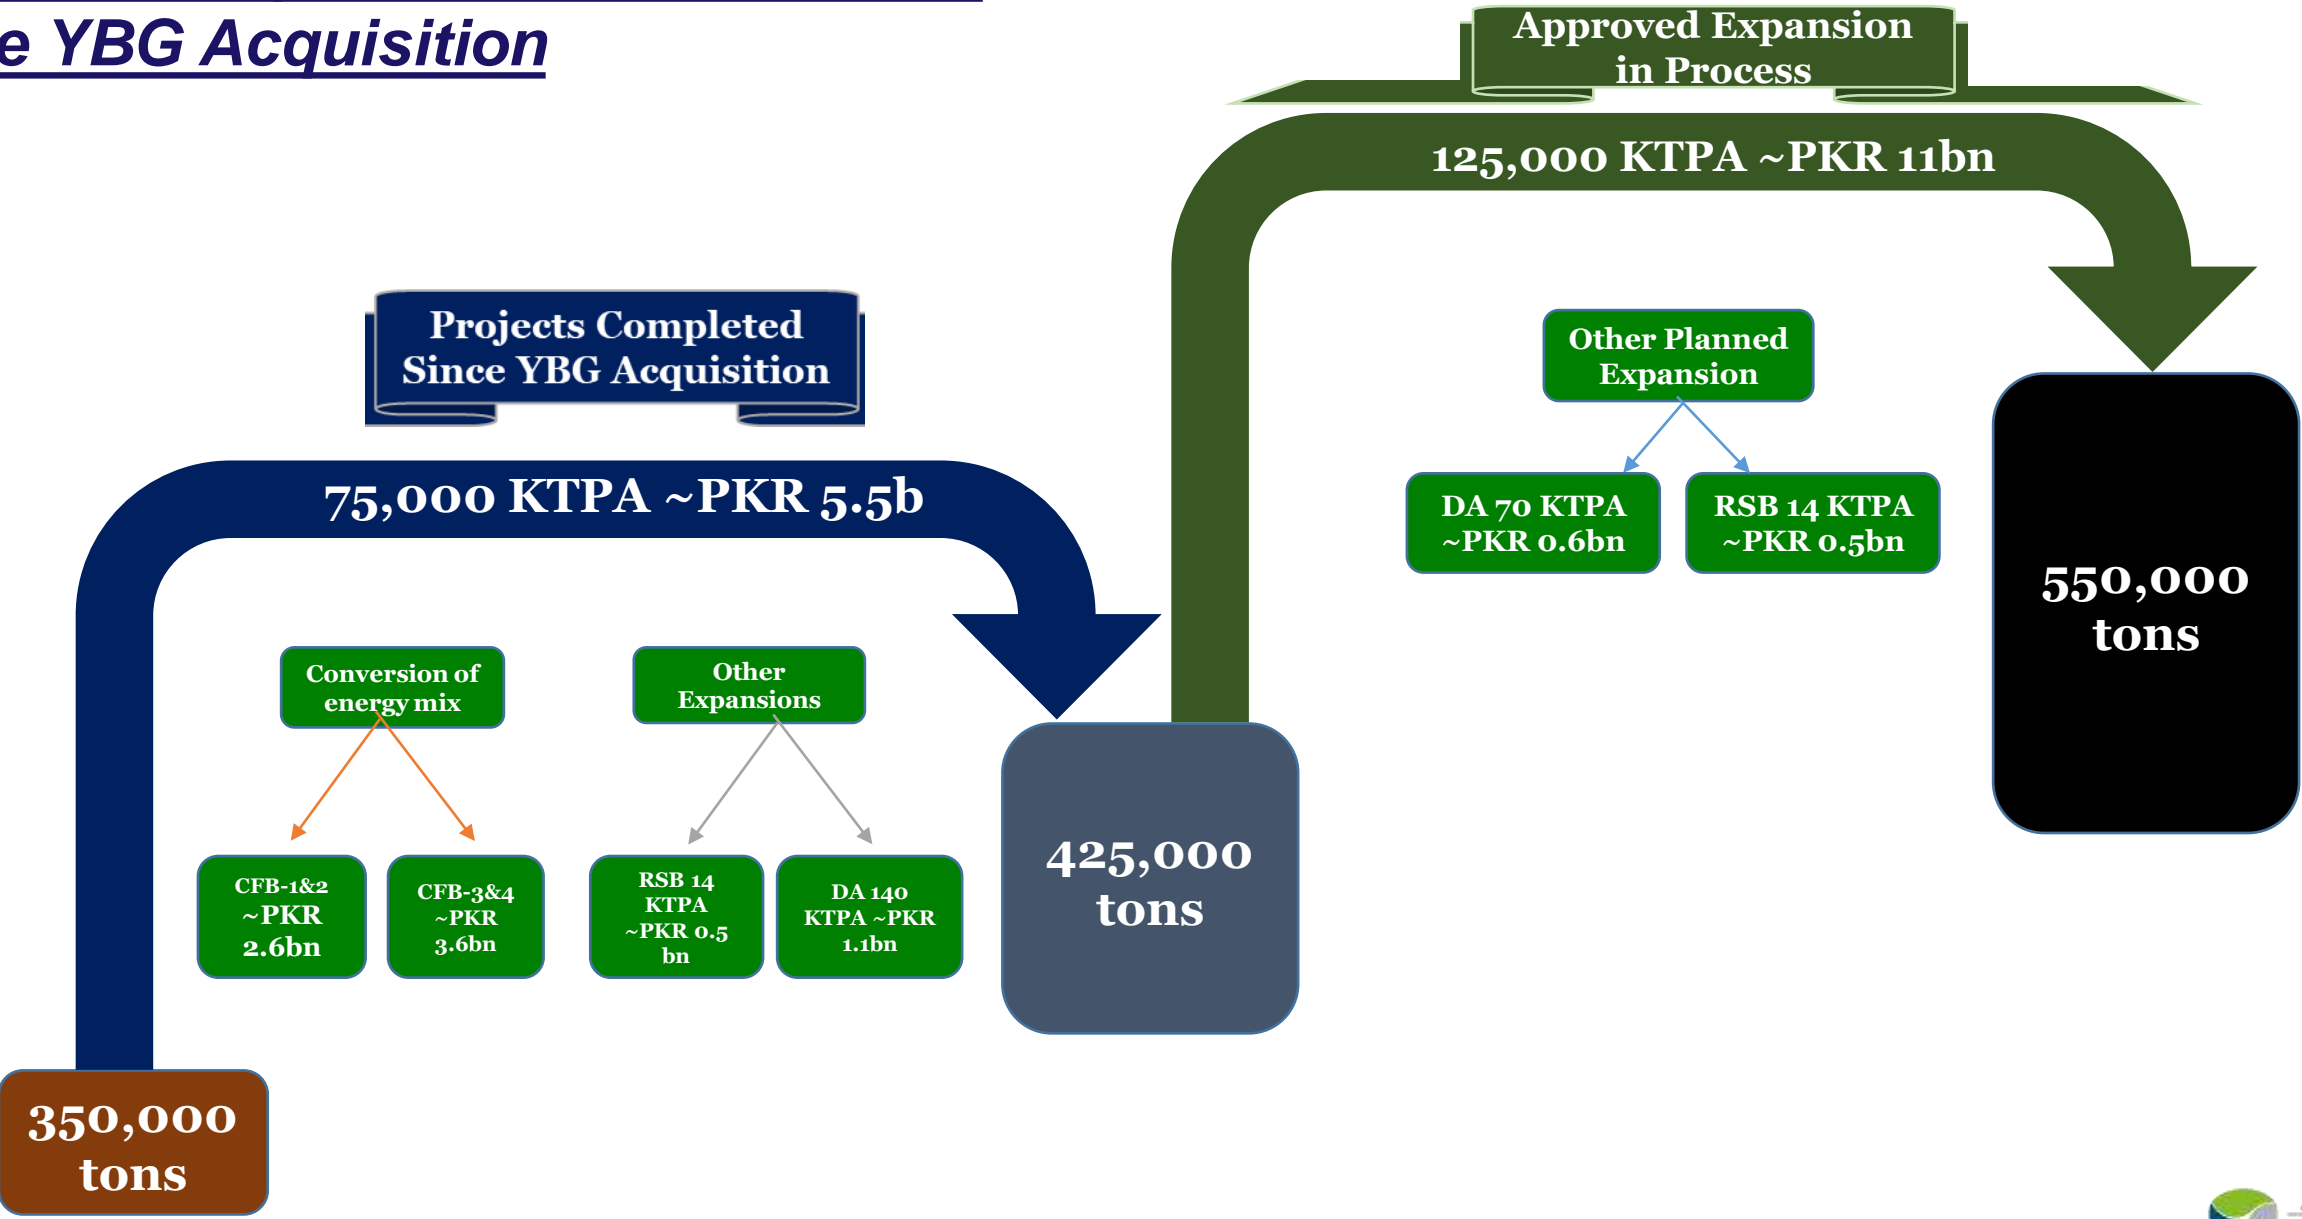 e YBG Acquisition
Approved Expansion
in Process
125,000 KTPA ~PKR 11bn
Projects Completed
Since YBG Acquisition
75,000 KTPA ~PKR 5.5b
Other Planned
Expansion
DA 70 KTPA
~PKR 0.6bn
RSB 14 KTPA
~PKR 0.5bn
550,000
tons
Conversion of
energy mix
Other
Expansions
CFB-1&2
~PKR
2.6bn
CFB-3&4
~PKR
3.6bn
RSB 14
KTPA
~PKR 0.5
bn
DA 140
KTPA ~PKR
1.1bn
425,000
tons
350,000
tons